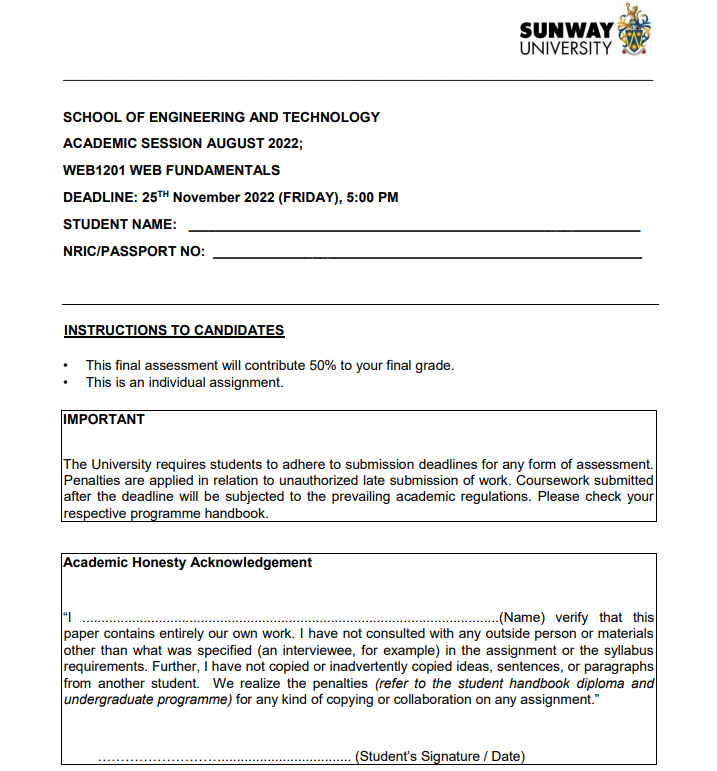 SUNWAY
UNIVERSITY
SCHOOL OF ENGINEERING AND TECHNOLOGY
ACADEMIC SESSION AUGUST 2022;
WEB1201 WEB FUNDAMENTALS
DEADLINE: 25TH November 2022 (FRIDAY), 5:00 PM
STUDENT NAME: ______________________________________________
NRIC/PASSPORT NO: ____________________________________________
INSTRUCTIONS TO CANDIDATES
• This final assessment will contribute 50% to your final grade.
• This is an individual assignment.
IMPORTANT
The University requires students to adhere to submission deadlines for any form of assessment.
Penalties are applied in relation to unauthorized late submission of work. Coursework submitted
after the deadline will be subjected to the prevailing academic regulations. Please check your
respective programme handbook.
Academic Honesty Acknowledgement
“I ..............................................................................................................(Name) verify that this
paper contains entirely our own work. I have not consulted with any outside person or materials
other than what was specified (an interviewee, for example) in the assignment or the syllabus
requirements. Further, I have not copied or inadvertently copied ideas, sentences, or paragraphs
from another student. We realize the penalties (refer to the student handbook diploma and
undergraduate programme) for any kind of copying or collaboration on any assignment.”
………………………................................... (Student’s Signature / Date)